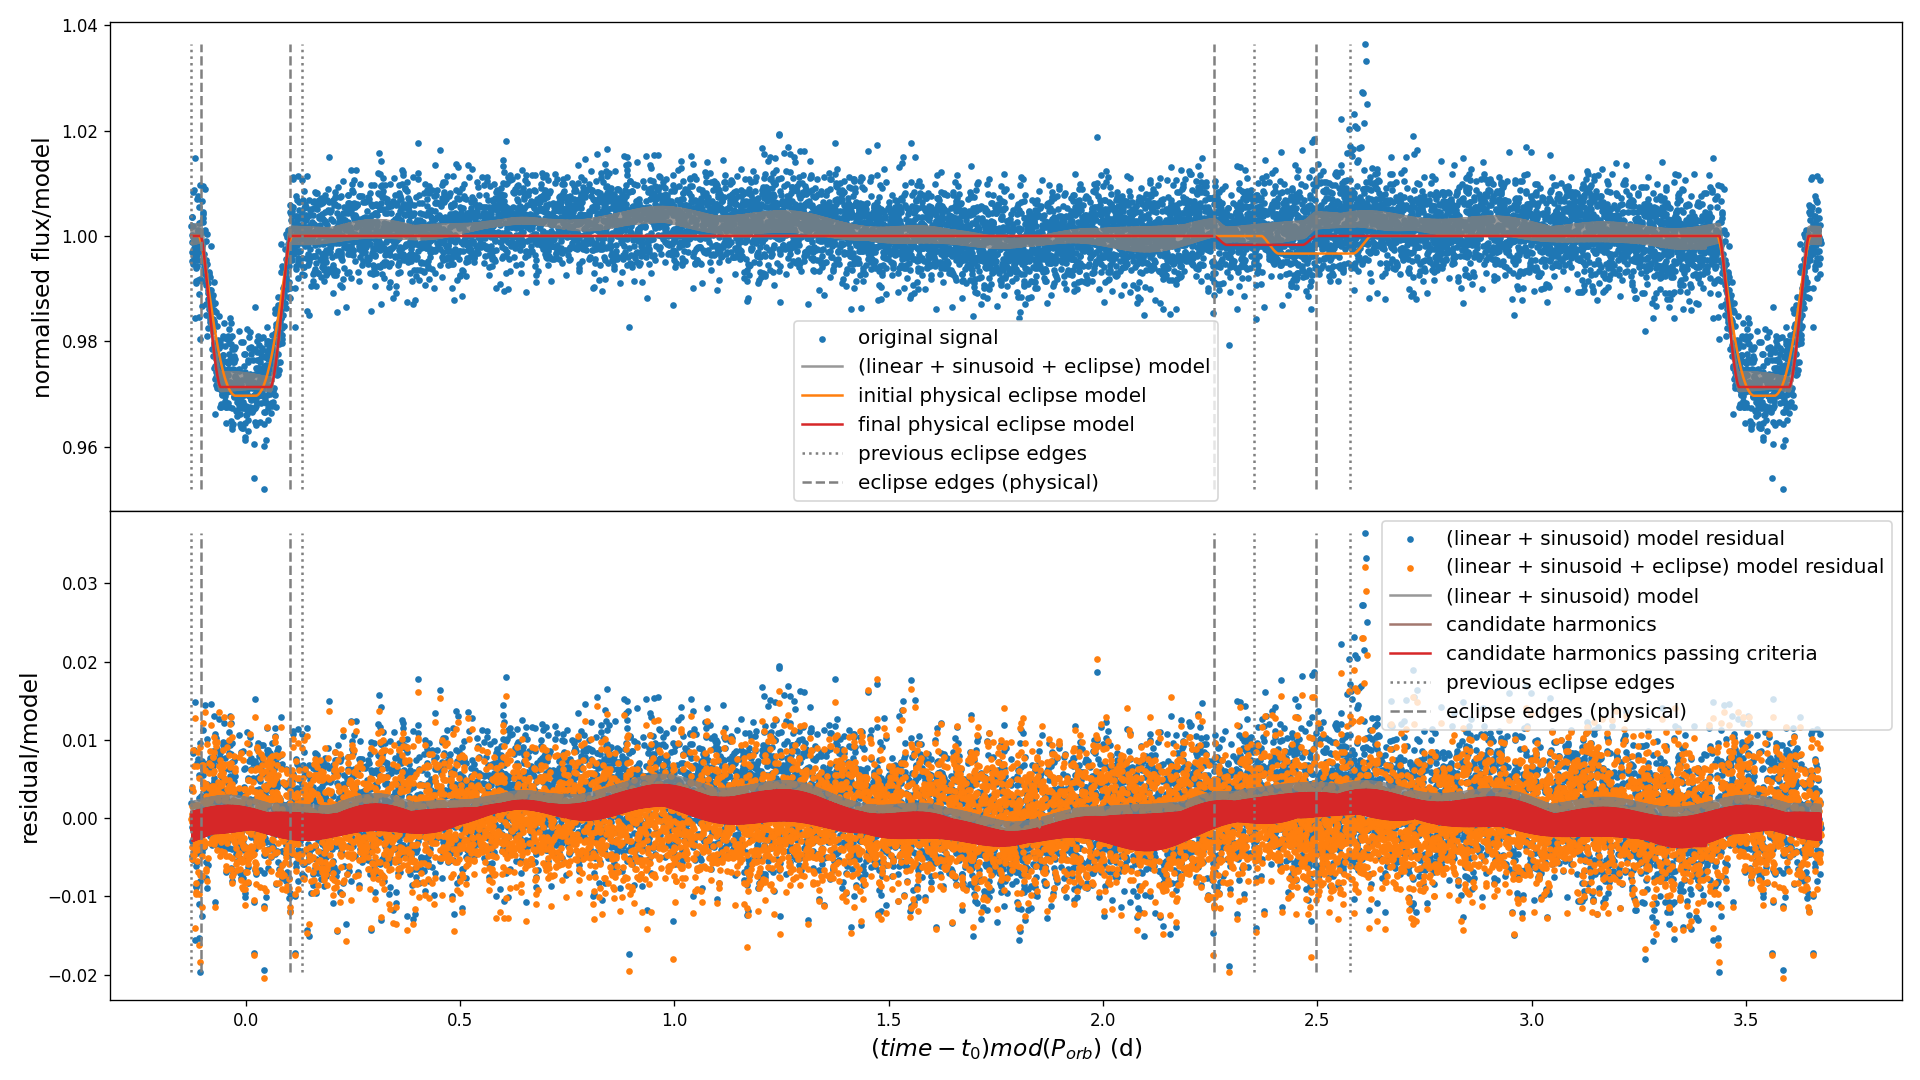 1.04
1.02
1.00
0.98
0.96
normalised flux/model
original signal
(linear + sinusoid + eclipse) model
initial physical eclipse model
final physical eclipse model
previous eclipse edges
eclipse edges (physical)
0.03
0.02
0.01
0.00
−0.01
−0.02
residual/model
(linear + sinusoid) model residual
(linear + sinusoid + eclipse) model residual
(linear + sinusoid) model
candidate harmonics
candidate harmonics passing criteria
previous eclipse edges
eclipse edges (physical)
0.0 0.5 1.0 1.5 2.0 2.5 3.0 3.5
(time − t₀)mod(Pₒᵣb) (d)